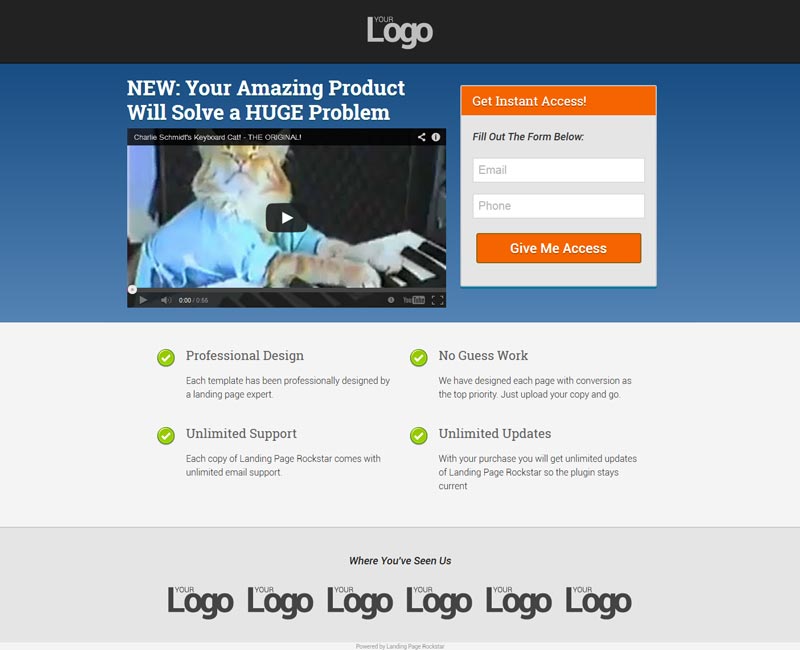 YOUR
Logo
NEW: Your Amazing Product
Will Solve a HUGE Problem
Charlie Schmidt's Keyboard Cat! - THE ORIGINAL!
0:00 / 0:55
YouTube
Get Instant Access!
Fill Out The Form Below:
Email
Phone
Give Me Access
Professional Design
Each template has been professionally designed by
a landing page expert.
No Guess Work
We have designed each page with conversion as
the top priority. Just upload your copy and go.
Unlimited Support
Each copy of Landing Page Rockstar comes with
unlimited email support.
Unlimited Updates
With your purchase you will get unlimited updates
of Landing Page Rockstar so the plugin stays
current
Where You've Seen Us
YOUR
Logo
YOUR
Logo
YOUR
Logo
YOUR
Logo
YOUR
Logo
YOUR
Logo
Powered by Landing Page Rockstar